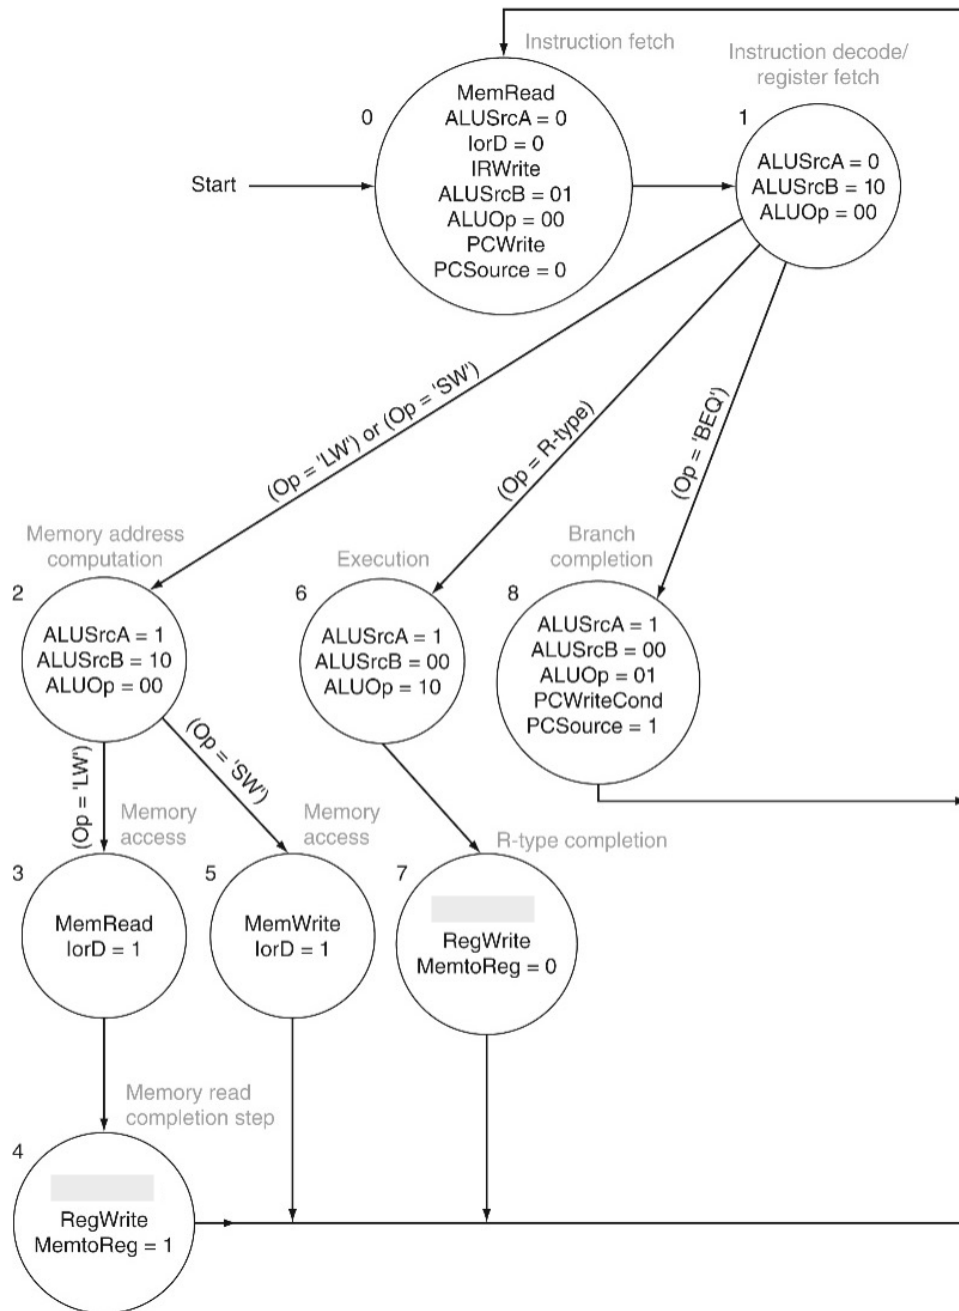 Instruction fetch
0
MemRead
ALUSrcA = 0
IorD = 0
IRWrite
ALUSrcB = 01
ALUOp = 00
PCWrite
PCSource = 0
Start
Instruction decode/
register fetch
1
ALUSrcA = 0
ALUSrcB = 10
ALUOp = 00
(Op = 'LW') or (Op = 'SW')
(Op = R-type)
(Op = 'BEQ')
Memory address
computation
2
ALUSrcA = 1
ALUSrcB = 10
ALUOp = 00
Execution
6
ALUSrcA = 1
ALUSrcB = 00
ALUOp = 10
Branch
completion
8
ALUSrcA = 1
ALUSrcB = 00
ALUOp = 01
PCWriteCond
PCSource = 1
(Op = 'LW')
(Op = 'SW')
Memory
access
3
MemRead
IorD = 1
Memory
access
5
MemWrite
IorD = 1
R-type completion
7
RegWrite
MemtoReg = 0
Memory read
completion step
4
RegWrite
MemtoReg = 1